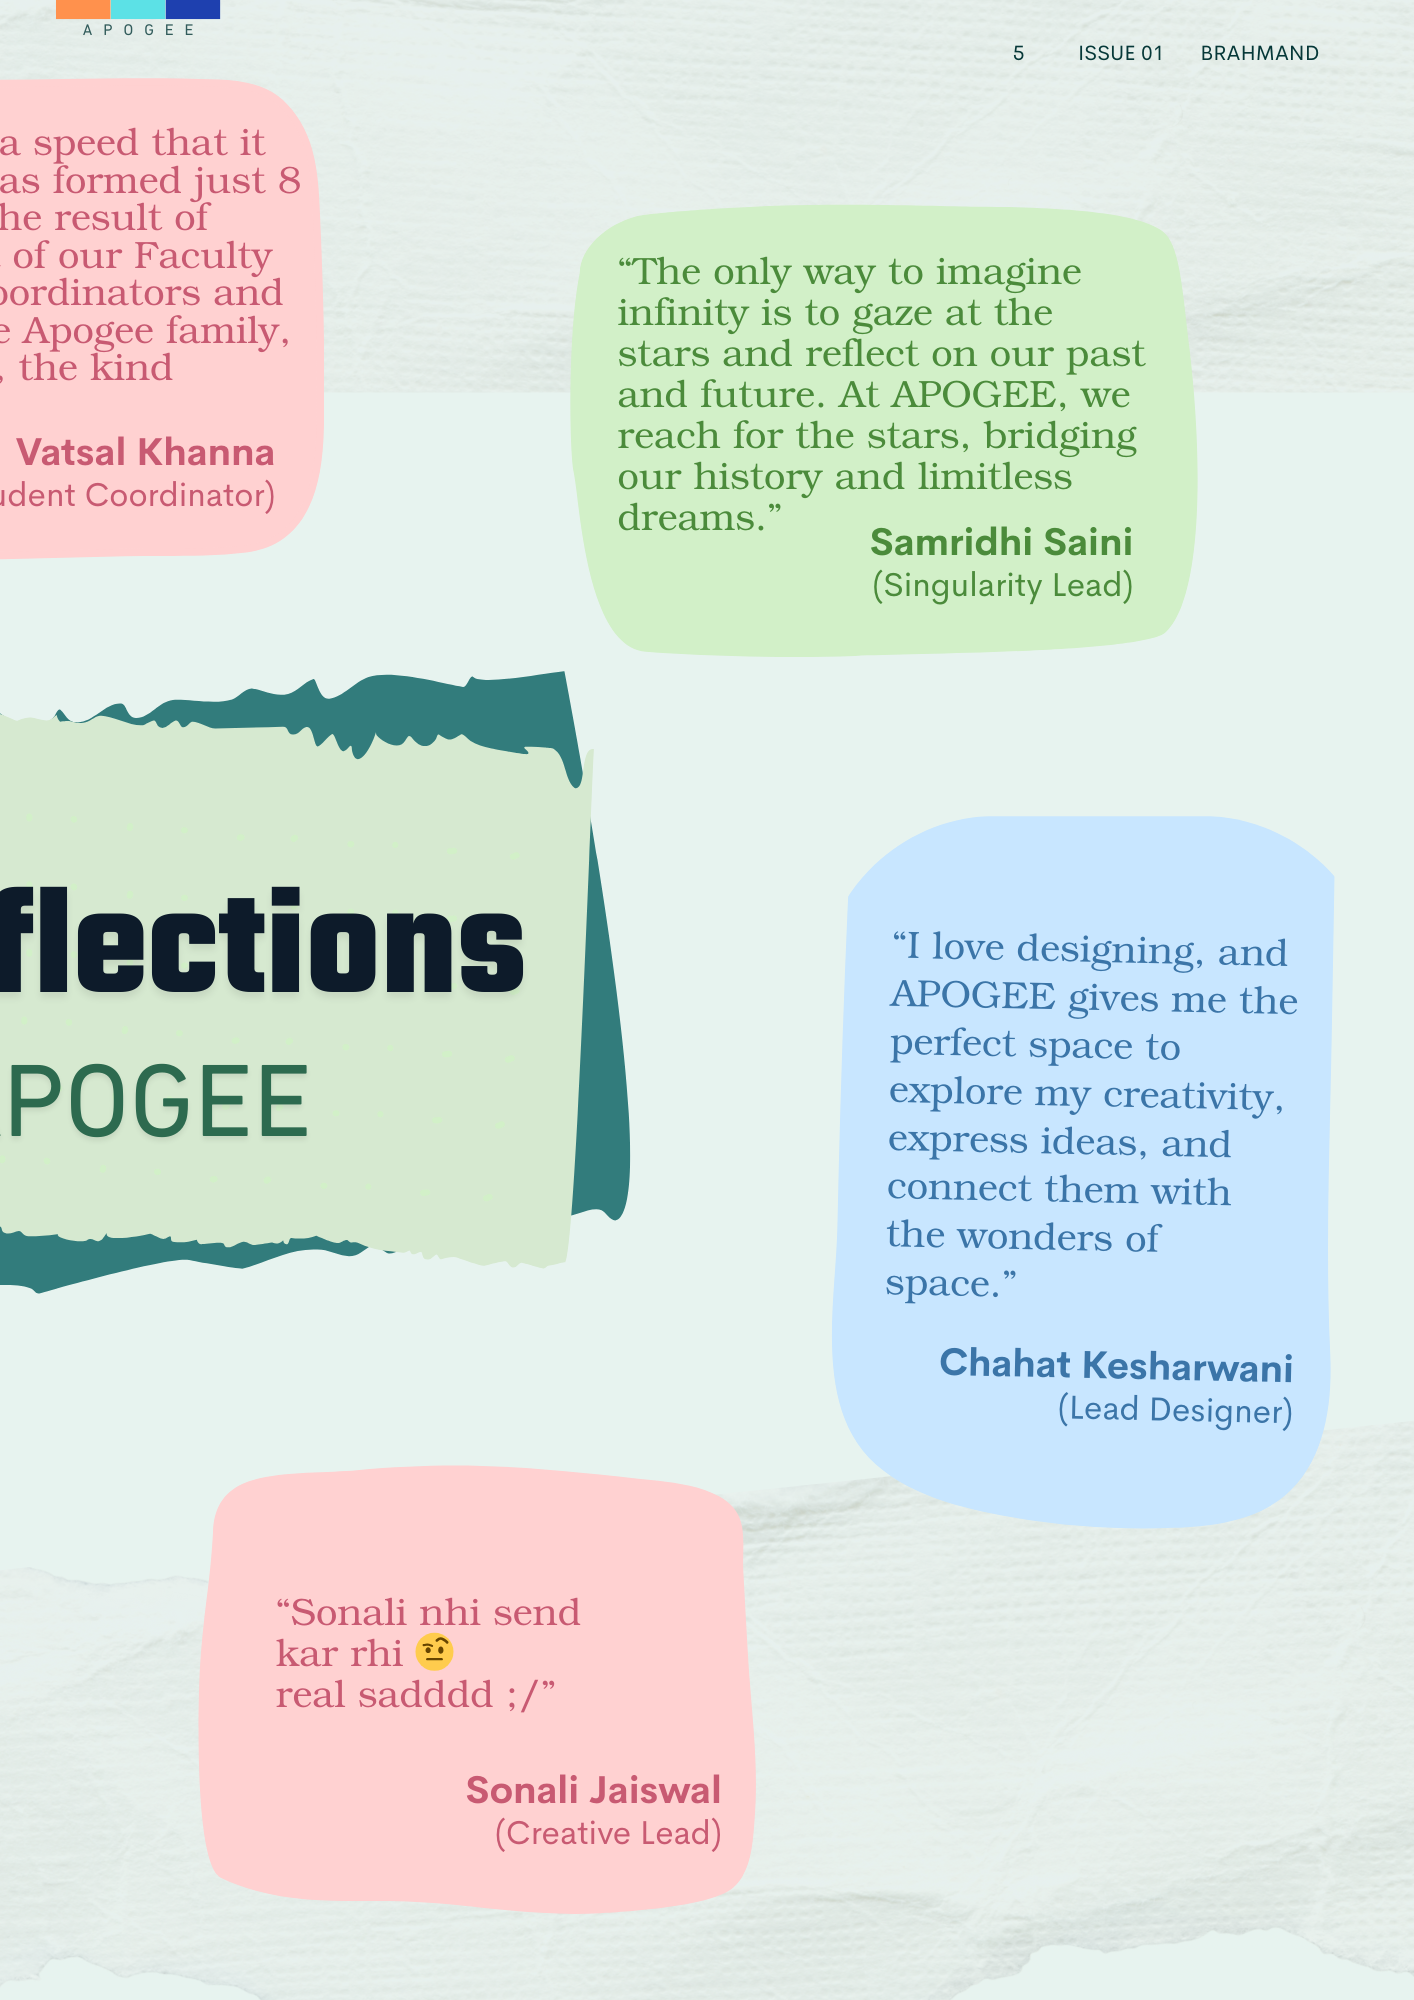 APOGEE
5 ISSUE 01 BRAHMAND
a speed that it
as formed just 8
he result of
of our Faculty
oordinators and
e Apogee family,
, the kind
Vatsal Khanna
udent Coordinator)
“The only way to imagine
infinity is to gaze at the
stars and reflect on our past
and future. At APOGEE, we
reach for the stars, bridging
our history and limitless
dreams.”
Samridhi Saini
(Singularity Lead)
flections
POGEE
“I love designing, and
APOGEE gives me the
perfect space to
explore my creativity,
express ideas, and
connect them with
the wonders of
space.”
Chahat Kesharwani
(Lead Designer)
“Sonali nhi send
kar rhi 🤨
real sadddd ;/”
Sonali Jaiswal
(Creative Lead)